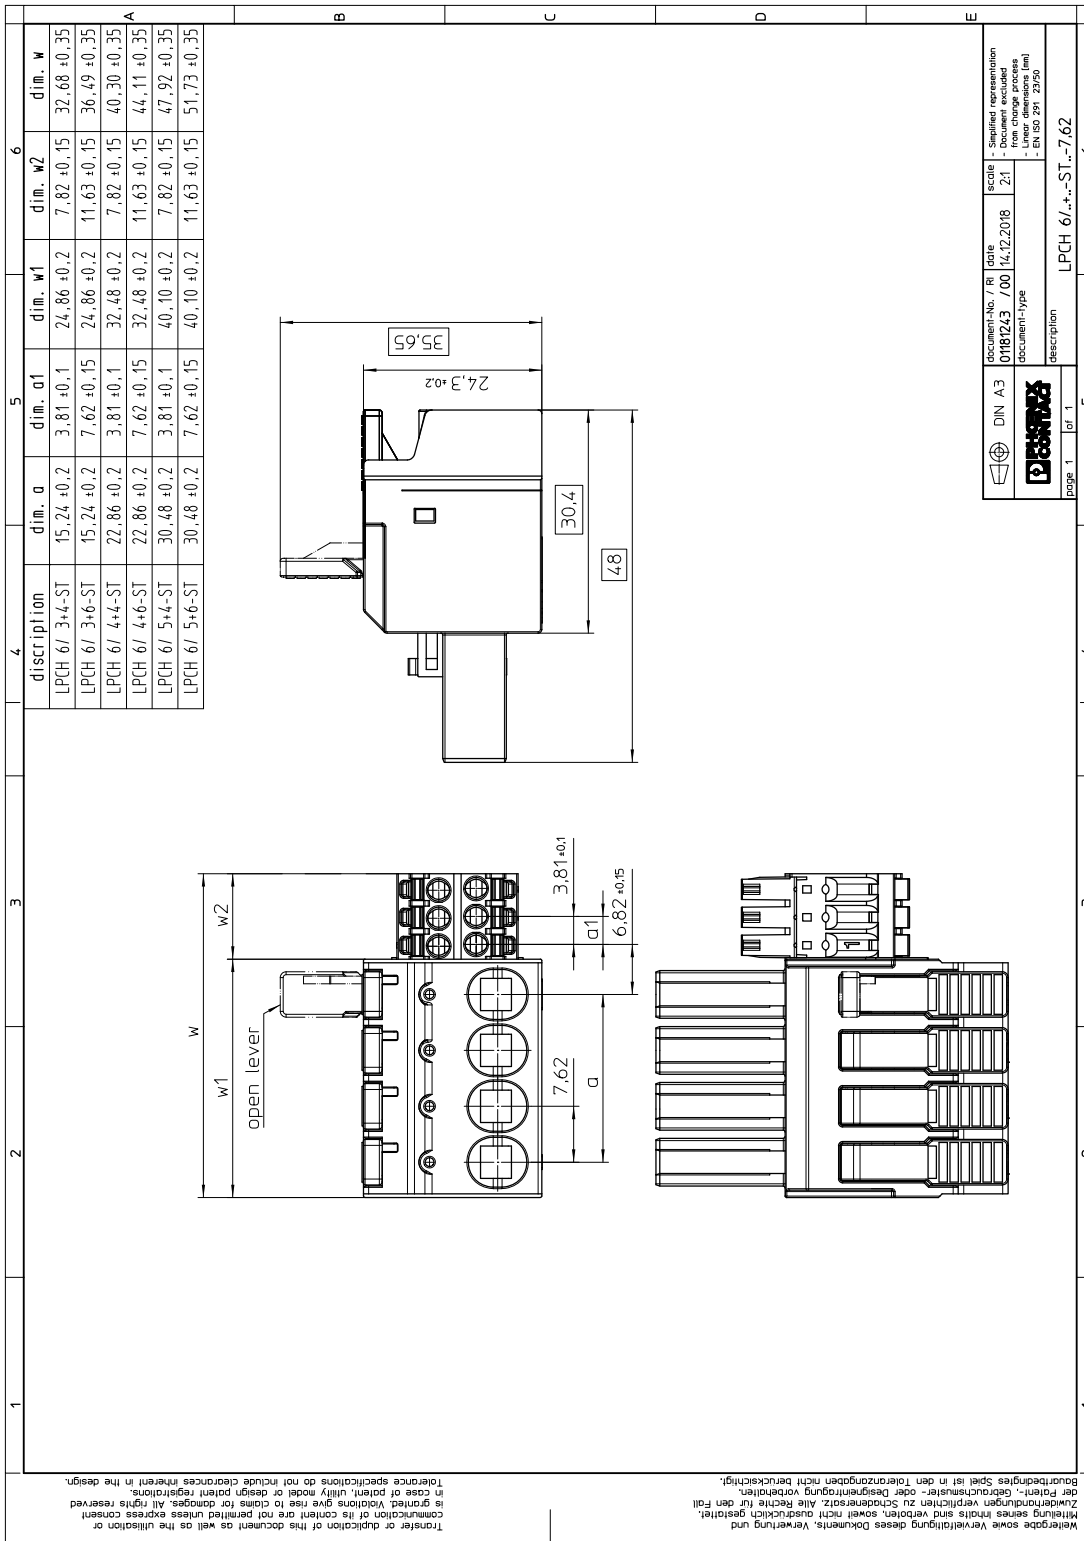 1
2
3
4
5
6
A
B
C
D
E
discription dim. a dim. a1 dim. w1 dim. w2 dim. w
LPCH 6/ 3+4-ST 15,24 ±0,2 3,81 ±0,1 24,86 ±0,2 7,82 ±0,15 32,68 ±0,35
LPCH 6/ 3+6-ST 15,24 ±0,2 7,62 ±0,15 24,86 ±0,2 11,63 ±0,15 36,49 ±0,35
LPCH 6/ 4+4-ST 22,86 ±0,2 3,81 ±0,1 32,48 ±0,2 7,82 ±0,15 40,30 ±0,35
LPCH 6/ 4+6-ST 22,86 ±0,2 7,62 ±0,15 32,48 ±0,2 11,63 ±0,15 44,11 ±0,35
LPCH 6/ 5+4-ST 30,48 ±0,2 3,81 ±0,1 40,10 ±0,2 7,82 ±0,15 47,92 ±0,35
LPCH 6/ 5+6-ST 30,48 ±0,2 7,62 ±0,15 40,10 ±0,2 11,63 ±0,15 51,73 ±0,35
w
w1
w2
open lever
7,62
a
a1
3,81 ±0,1
6,82 ±0,15
1
35,65
24,3 ±0,2
30,4
48
DIN A3
document-No. / RI
01181243 / 00
date
14.12.2018
scale
2:1
- Simplified representation
- Document excluded
from change process
- Linear dimensions [mm]
- EN ISO 291 23/50
PHOENIX
CONTACT
document-type
description
LPCH 6/..+..-ST..-7,62
page 1 of 1
Transfer or duplication of this document as well as the utilisation or
communication of its content are not permitted unless express consent
is granted. Violations give rise to claims for damages. All rights reserved
in case of patent, utility model or design patent registrations.
Tolerance specifications do not include clearances inherent in the design.
Weitergabe sowie Vervielfältigung dieses Dokuments, Verwertung und
Mitteilung seines Inhalts sind verboten, soweit nicht ausdrücklich gestattet.
Zuwiderhandlungen verpflichten zu Schadenersatz. Alle Rechte für den Fall
der Patent-, Gebrauchsmuster- oder Designeintragung vorbehalten.
Bauartbedingtes Spiel ist in den Toleranzangaben nicht berücksichtigt.